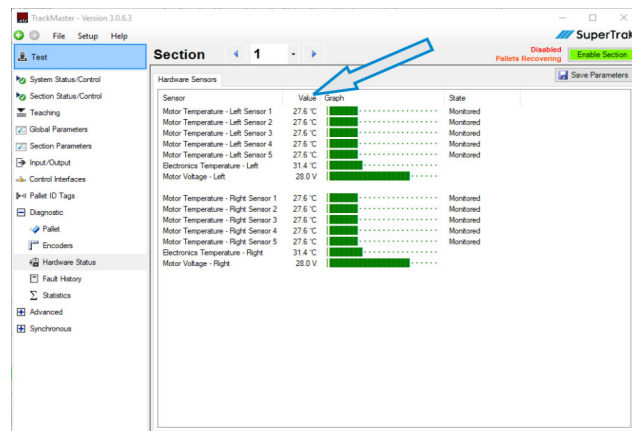 TrackMaster - Version 3.0.6.3
File Setup Help
SuperTrak
Test
Section 1
Disabled
Pallets Recovering
Enable Section
Save Parameters
System Status/Control
Section Status/Control
Teaching
Global Parameters
Section Parameters
Input/Output
Control Interfaces
Pallet ID Tags
Diagnostic
Pallet
Encoders
Hardware Status
Fault History
Statistics
Advanced
Synchronous
Hardware Sensors
Sensor Value Graph State
Motor Temperature - Left Sensor 1 27.6 °C Monitored
Motor Temperature - Left Sensor 2 27.6 °C Monitored
Motor Temperature - Left Sensor 3 27.6 °C Monitored
Motor Temperature - Left Sensor 4 27.6 °C Monitored
Motor Temperature - Left Sensor 5 27.6 °C Monitored
Electronics Temperature - Left 31.4 °C
Motor Voltage - Left 28.0 V
Motor Temperature - Right Sensor 1 27.6 °C Monitored
Motor Temperature - Right Sensor 2 27.6 °C Monitored
Motor Temperature - Right Sensor 3 27.6 °C Monitored
Motor Temperature - Right Sensor 4 27.6 °C Monitored
Motor Temperature - Right Sensor 5 27.6 °C Monitored
Electronics Temperature - Right 31.4 °C
Motor Voltage - Right 28.0 V